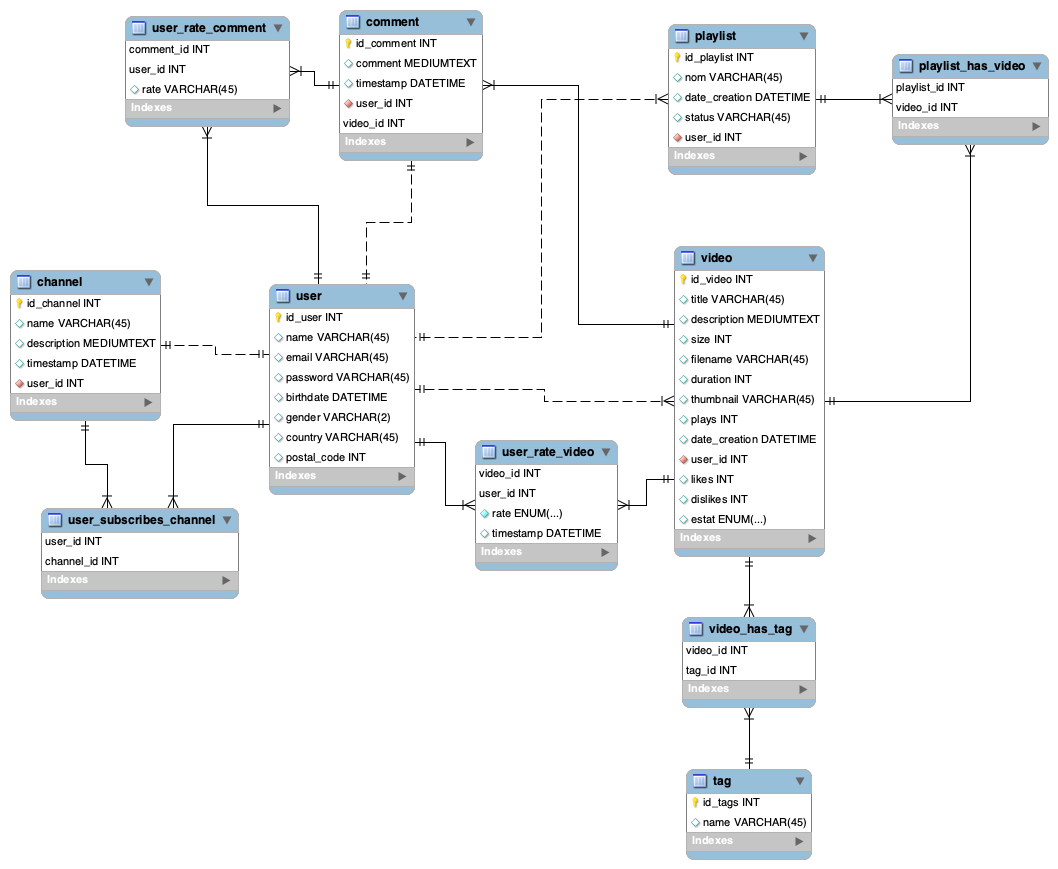 user_rate_comment
comment_id INT
user_id INT
rate VARCHAR(45)
Indexes
comment
id_comment INT
comment MEDIUMTEXT
timestamp DATETIME
user_id INT
video_id INT
Indexes
playlist
id_playlist INT
nom VARCHAR(45)
date_creation DATETIME
status VARCHAR(45)
user_id INT
Indexes
playlist_has_video
playlist_id INT
video_id INT
Indexes
channel
id_channel INT
name VARCHAR(45)
description MEDIUMTEXT
timestamp DATETIME
user_id INT
Indexes
user
id_user INT
name VARCHAR(45)
email VARCHAR(45)
password VARCHAR(45)
birthdate DATETIME
gender VARCHAR(2)
country VARCHAR(45)
postal_code INT
Indexes
video
id_video INT
title VARCHAR(45)
description MEDIUMTEXT
size INT
filename VARCHAR(45)
duration INT
thumbnail VARCHAR(45)
plays INT
date_creation DATETIME
user_id INT
likes INT
dislikes INT
estat ENUM(...)
Indexes
user_rate_video
video_id INT
user_id INT
rate ENUM(...)
timestamp DATETIME
Indexes
user_subscribes_channel
user_id INT
channel_id INT
Indexes
video_has_tag
video_id INT
tag_id INT
Indexes
tag
id_tags INT
name VARCHAR(45)
Indexes